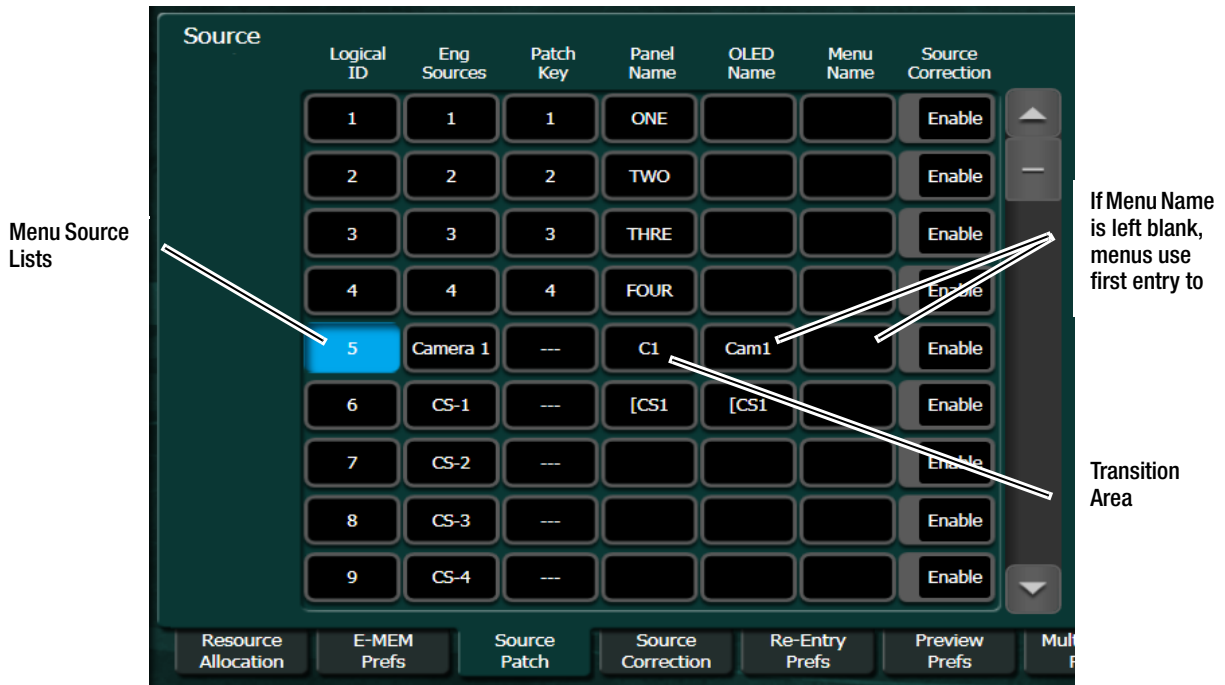 Source
Logical ID Eng Sources Patch Key Panel Name OLED Name Menu Name Source Correction
1 1 1 ONE Enable
2 2 2 TWO Enable
3 3 3 THRE Enable
4 4 4 FOUR Enable
5 Camera 1 --- C1 Cam1 Enable
6 CS-1 --- [CS1 [CS1 Enable
7 CS-2 --- Enable
8 CS-3 --- Enable
9 CS-4 --- Enable
Resource Allocation E-MEM Prefs Source Patch Source Correction Re-Entry Prefs Preview Prefs
Menu Source
Lists
If Menu Name
is left blank,
menus use
first entry to
Transition
Area